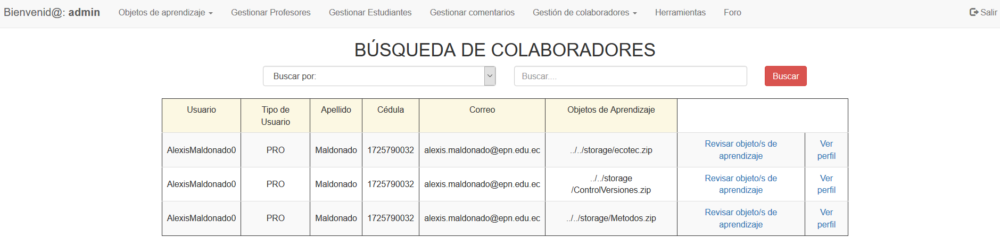 Bienvenid@: admin Objetos de aprendizaje Gestionar Profesores Gestionar Estudiantes Gestionar comentarios Gestión de colaboradores Herramientas Foro Salir
BÚSQUEDA DE COLABORADORES
Buscar por: Buscar.... Buscar
Usuario Tipo de Usuario Apellido Cédula Correo Objetos de Aprendizaje
AlexisMaldonado0 PRO Maldonado 1725790032 alexis.maldonado@epn.edu.ec ../../storage/ecotec.zip Revisar objeto/s de aprendizaje Ver perfil
AlexisMaldonado0 PRO Maldonado 1725790032 alexis.maldonado@epn.edu.ec ../../storage /ControlVersiones.zip Revisar objeto/s de aprendizaje Ver perfil
AlexisMaldonado0 PRO Maldonado 1725790032 alexis.maldonado@epn.edu.ec ../../storage/Metodos.zip Revisar objeto/s de aprendizaje Ver perfil